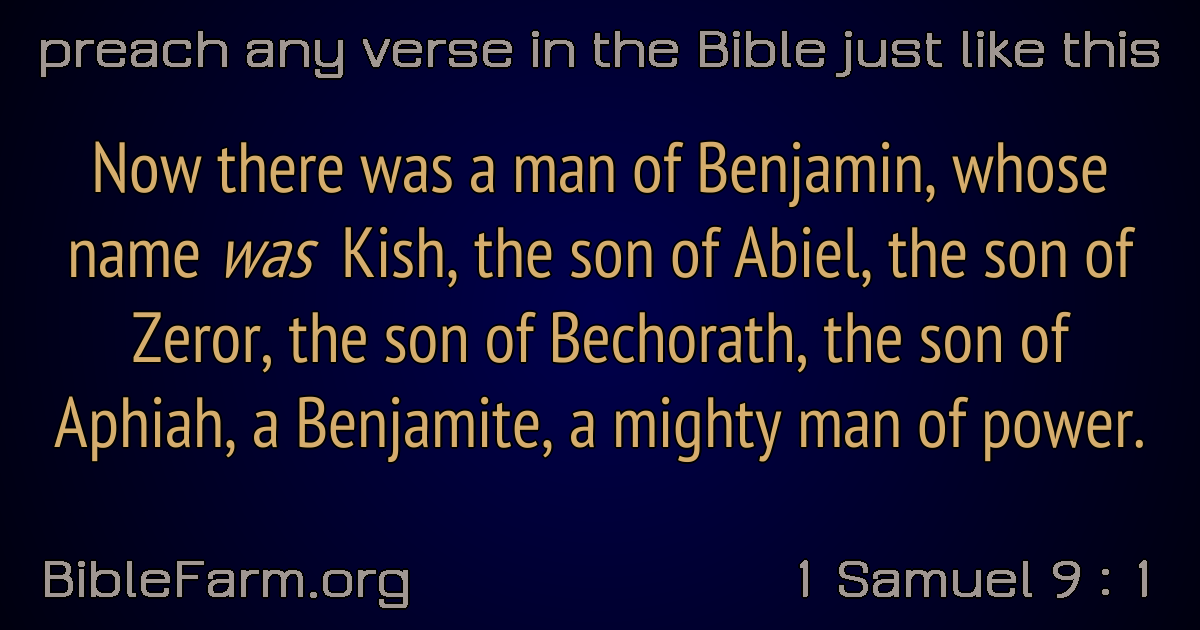 preach any verse in the Bible just like this
Now there was a man of Benjamin, whose
name was Kish, the son of Abiel, the son of
Zeror, the son of Bechorath, the son of
Aphiah, a Benjamite, a mighty man of power.
BibleFarm.org
1 Samuel 9 : 1